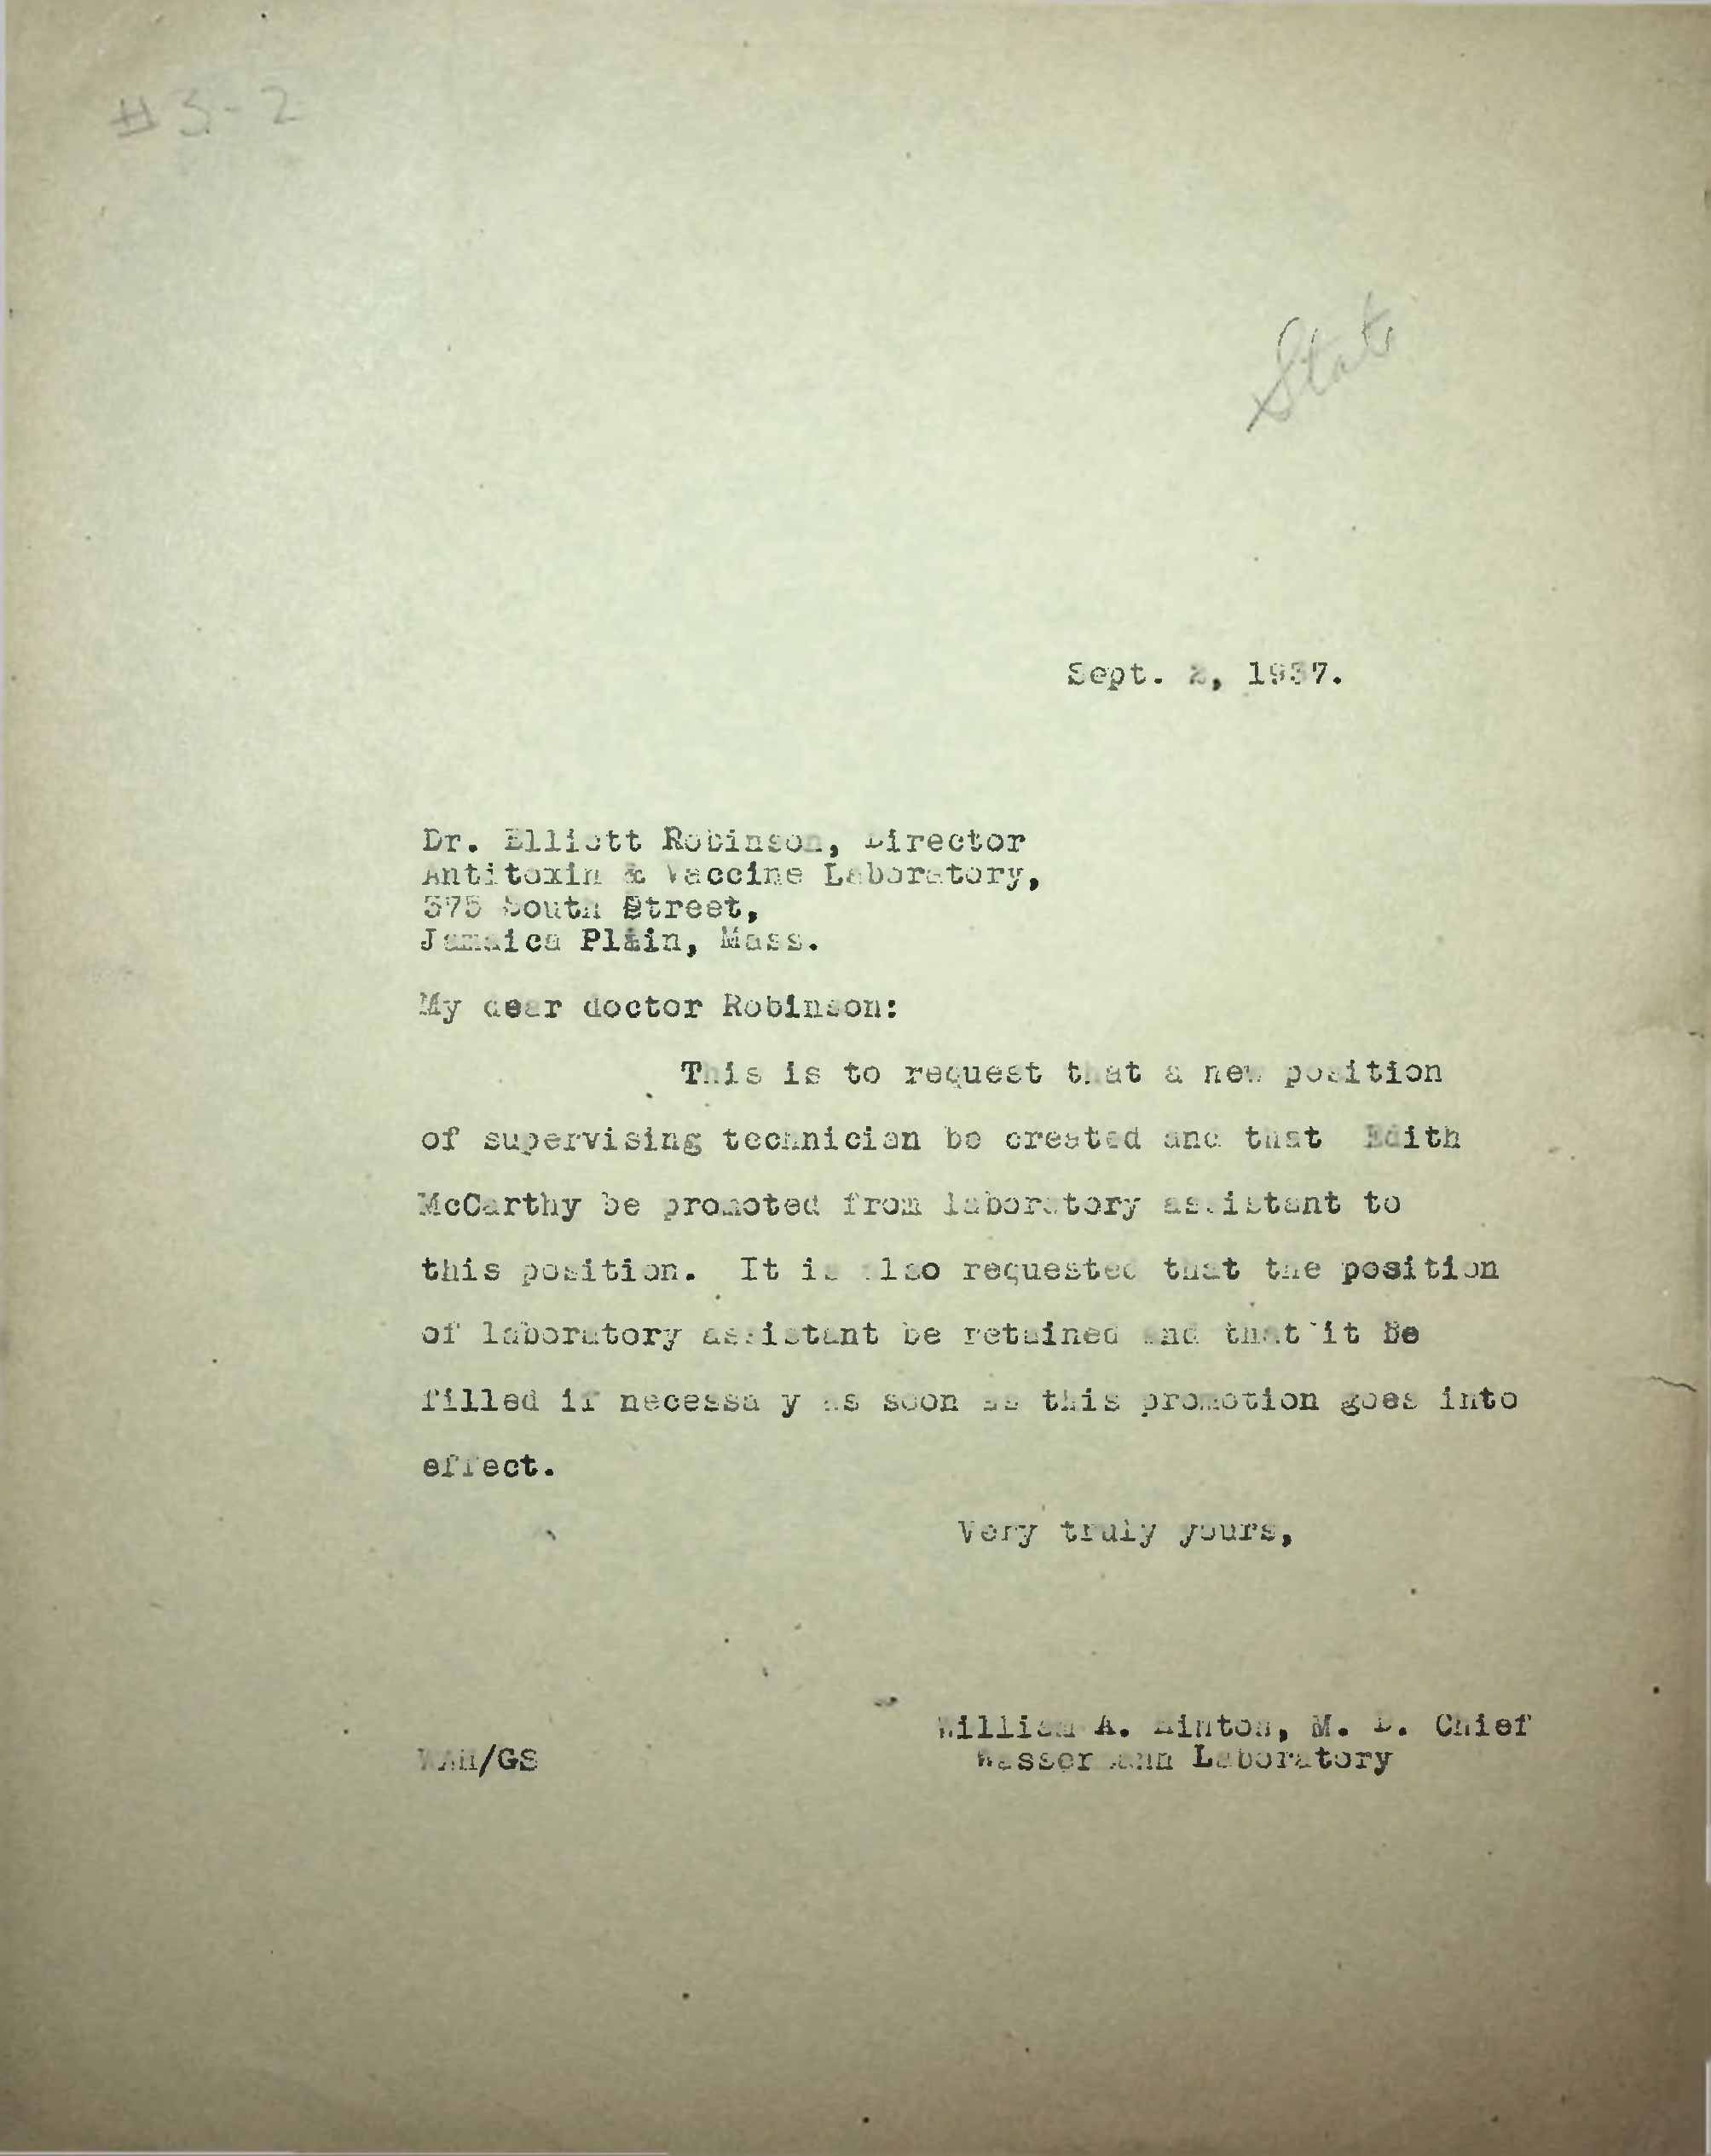 #3-2
State
Sept. 2, 1937.
Dr. Elliott Robinson, Director
Antitoxin & Vaccine Laboratory,
375 South Street,
Jamaica Plain, Mass.
My dear doctor Robinson:
This is to request that a new position
of supervising technician be created and that Edith
McCarthy be promoted from laboratory assistant to
this position. It is also requested that the position
of laboratory assistant be retained and that it be
filled if necessary as soon as this promotion goes into
effect.
Very truly yours,
William A. Hinton, M. D. Chief
WAH/GS Wassermann Laboratory